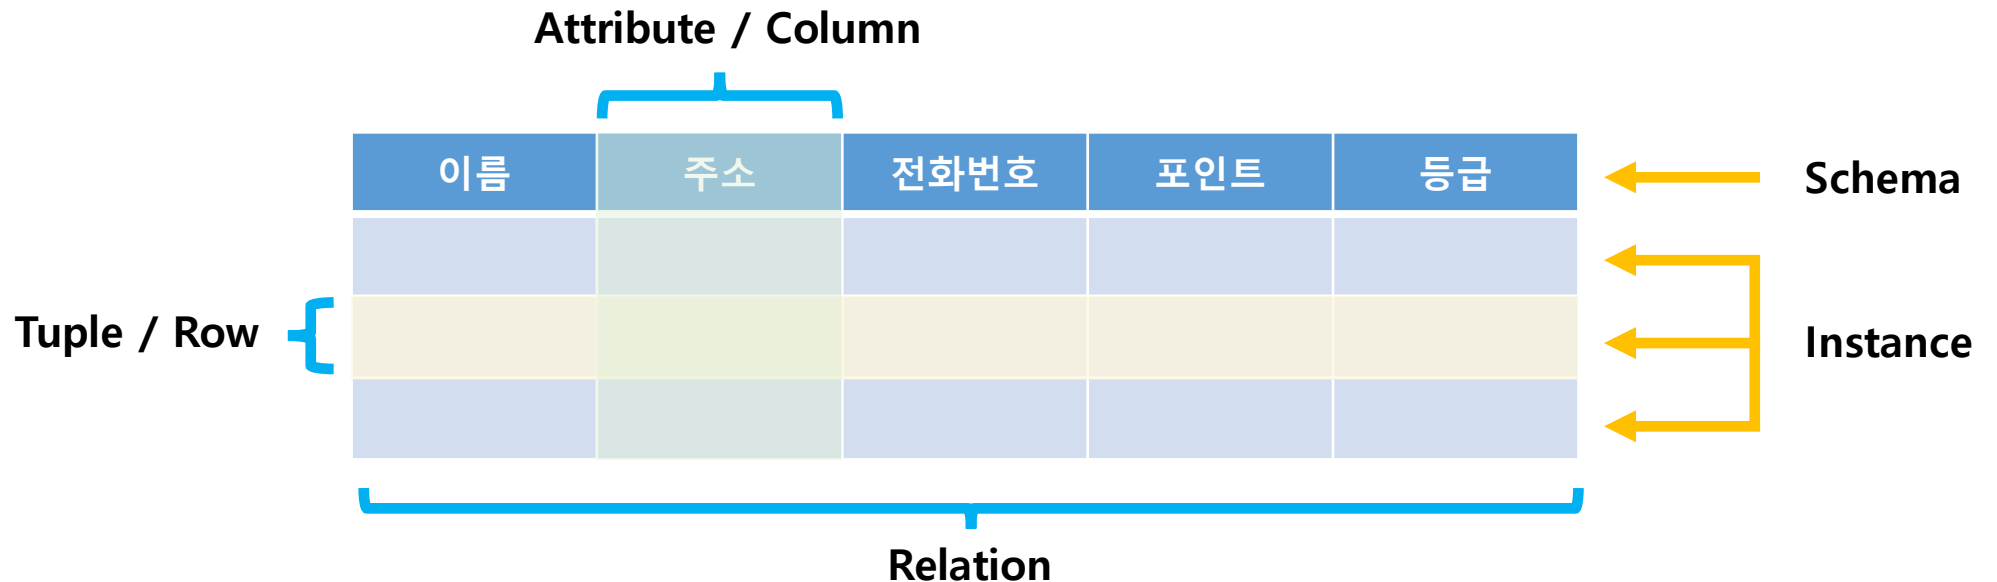 Attribute / Column
이름 주소 전화번호 포인트 등급
Schema
Tuple / Row
Instance
Relation